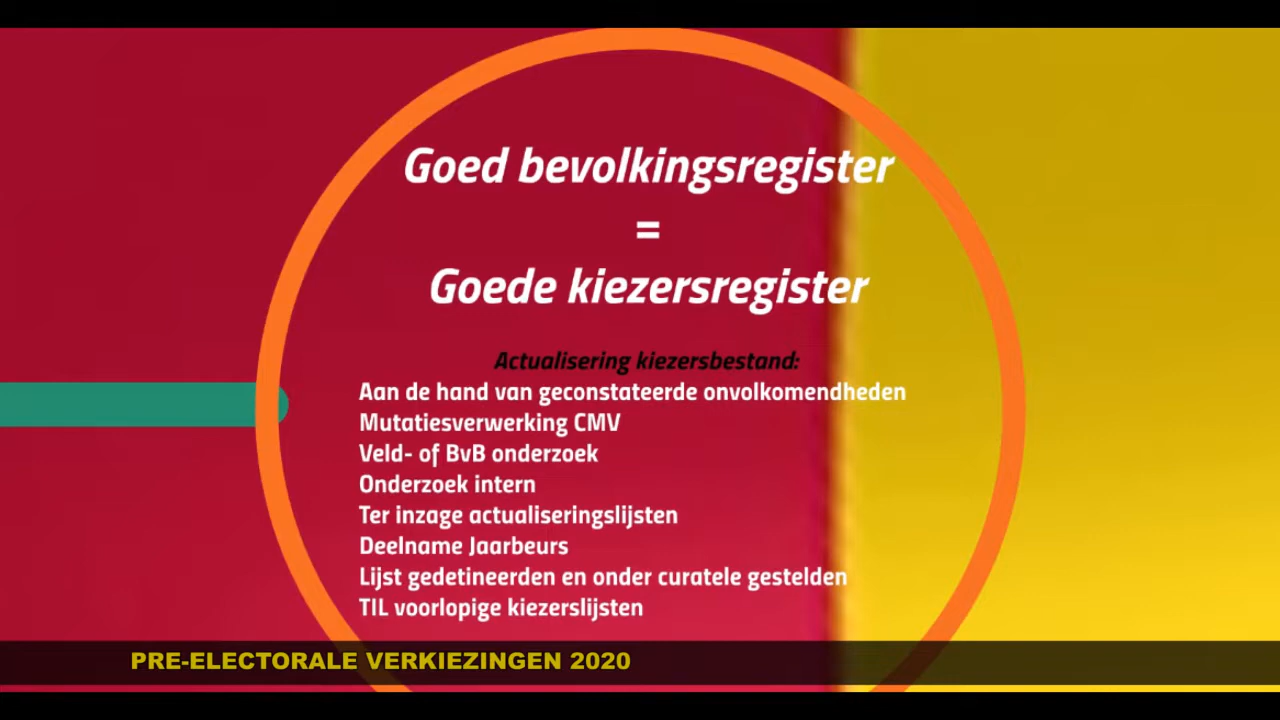 Goed bevolkingsregister
=
Goede kiezersregister
Actualisering kiezersbestand:
Aan de hand van geconstateerde onvolkomendheden
Mutatiesverwerking CMV
Veld- of BvB onderzoek
Onderzoek intern
Ter inzage actualiseringslijsten
Deelname Jaarbeurs
Lijst gedetineerden en onder curatele gestelden
TIL voorlopige kiezerslijsten
PRE-ELECTORALE VERKIEZINGEN 2020